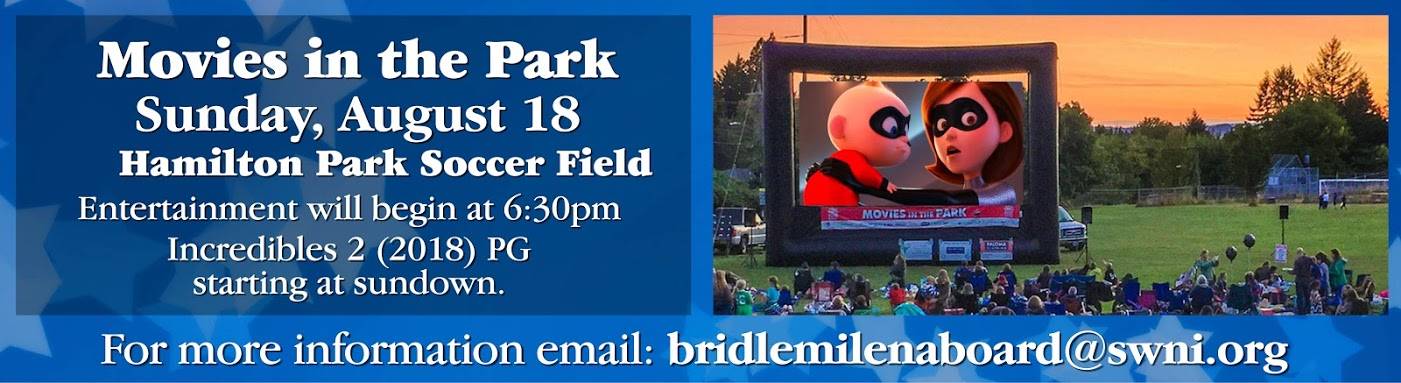 Movies in the Park
Sunday, August 18
Hamilton Park Soccer Field
Entertainment will begin at 6:30pm
Incredibles 2 (2018) PG
starting at sundown.
MOVIES IN THE PARK
For more information email: bridlemilenaboard@swni.org